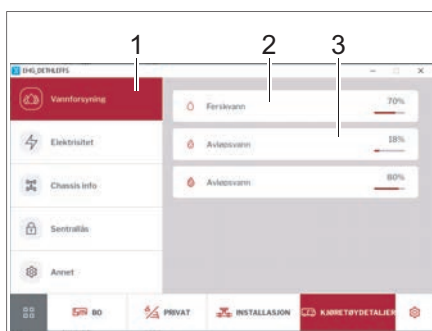 1 2 3
EHG_DETHLEFFS
Vannforsyning
Ferskvann 70%
Elektrisitet
Avløpsvann 18%
Chassis info
Avløpsvann 80%
Sentrallås
Annet
BO PRIVAT INSTALLASJON KJØRETØYDETALJER